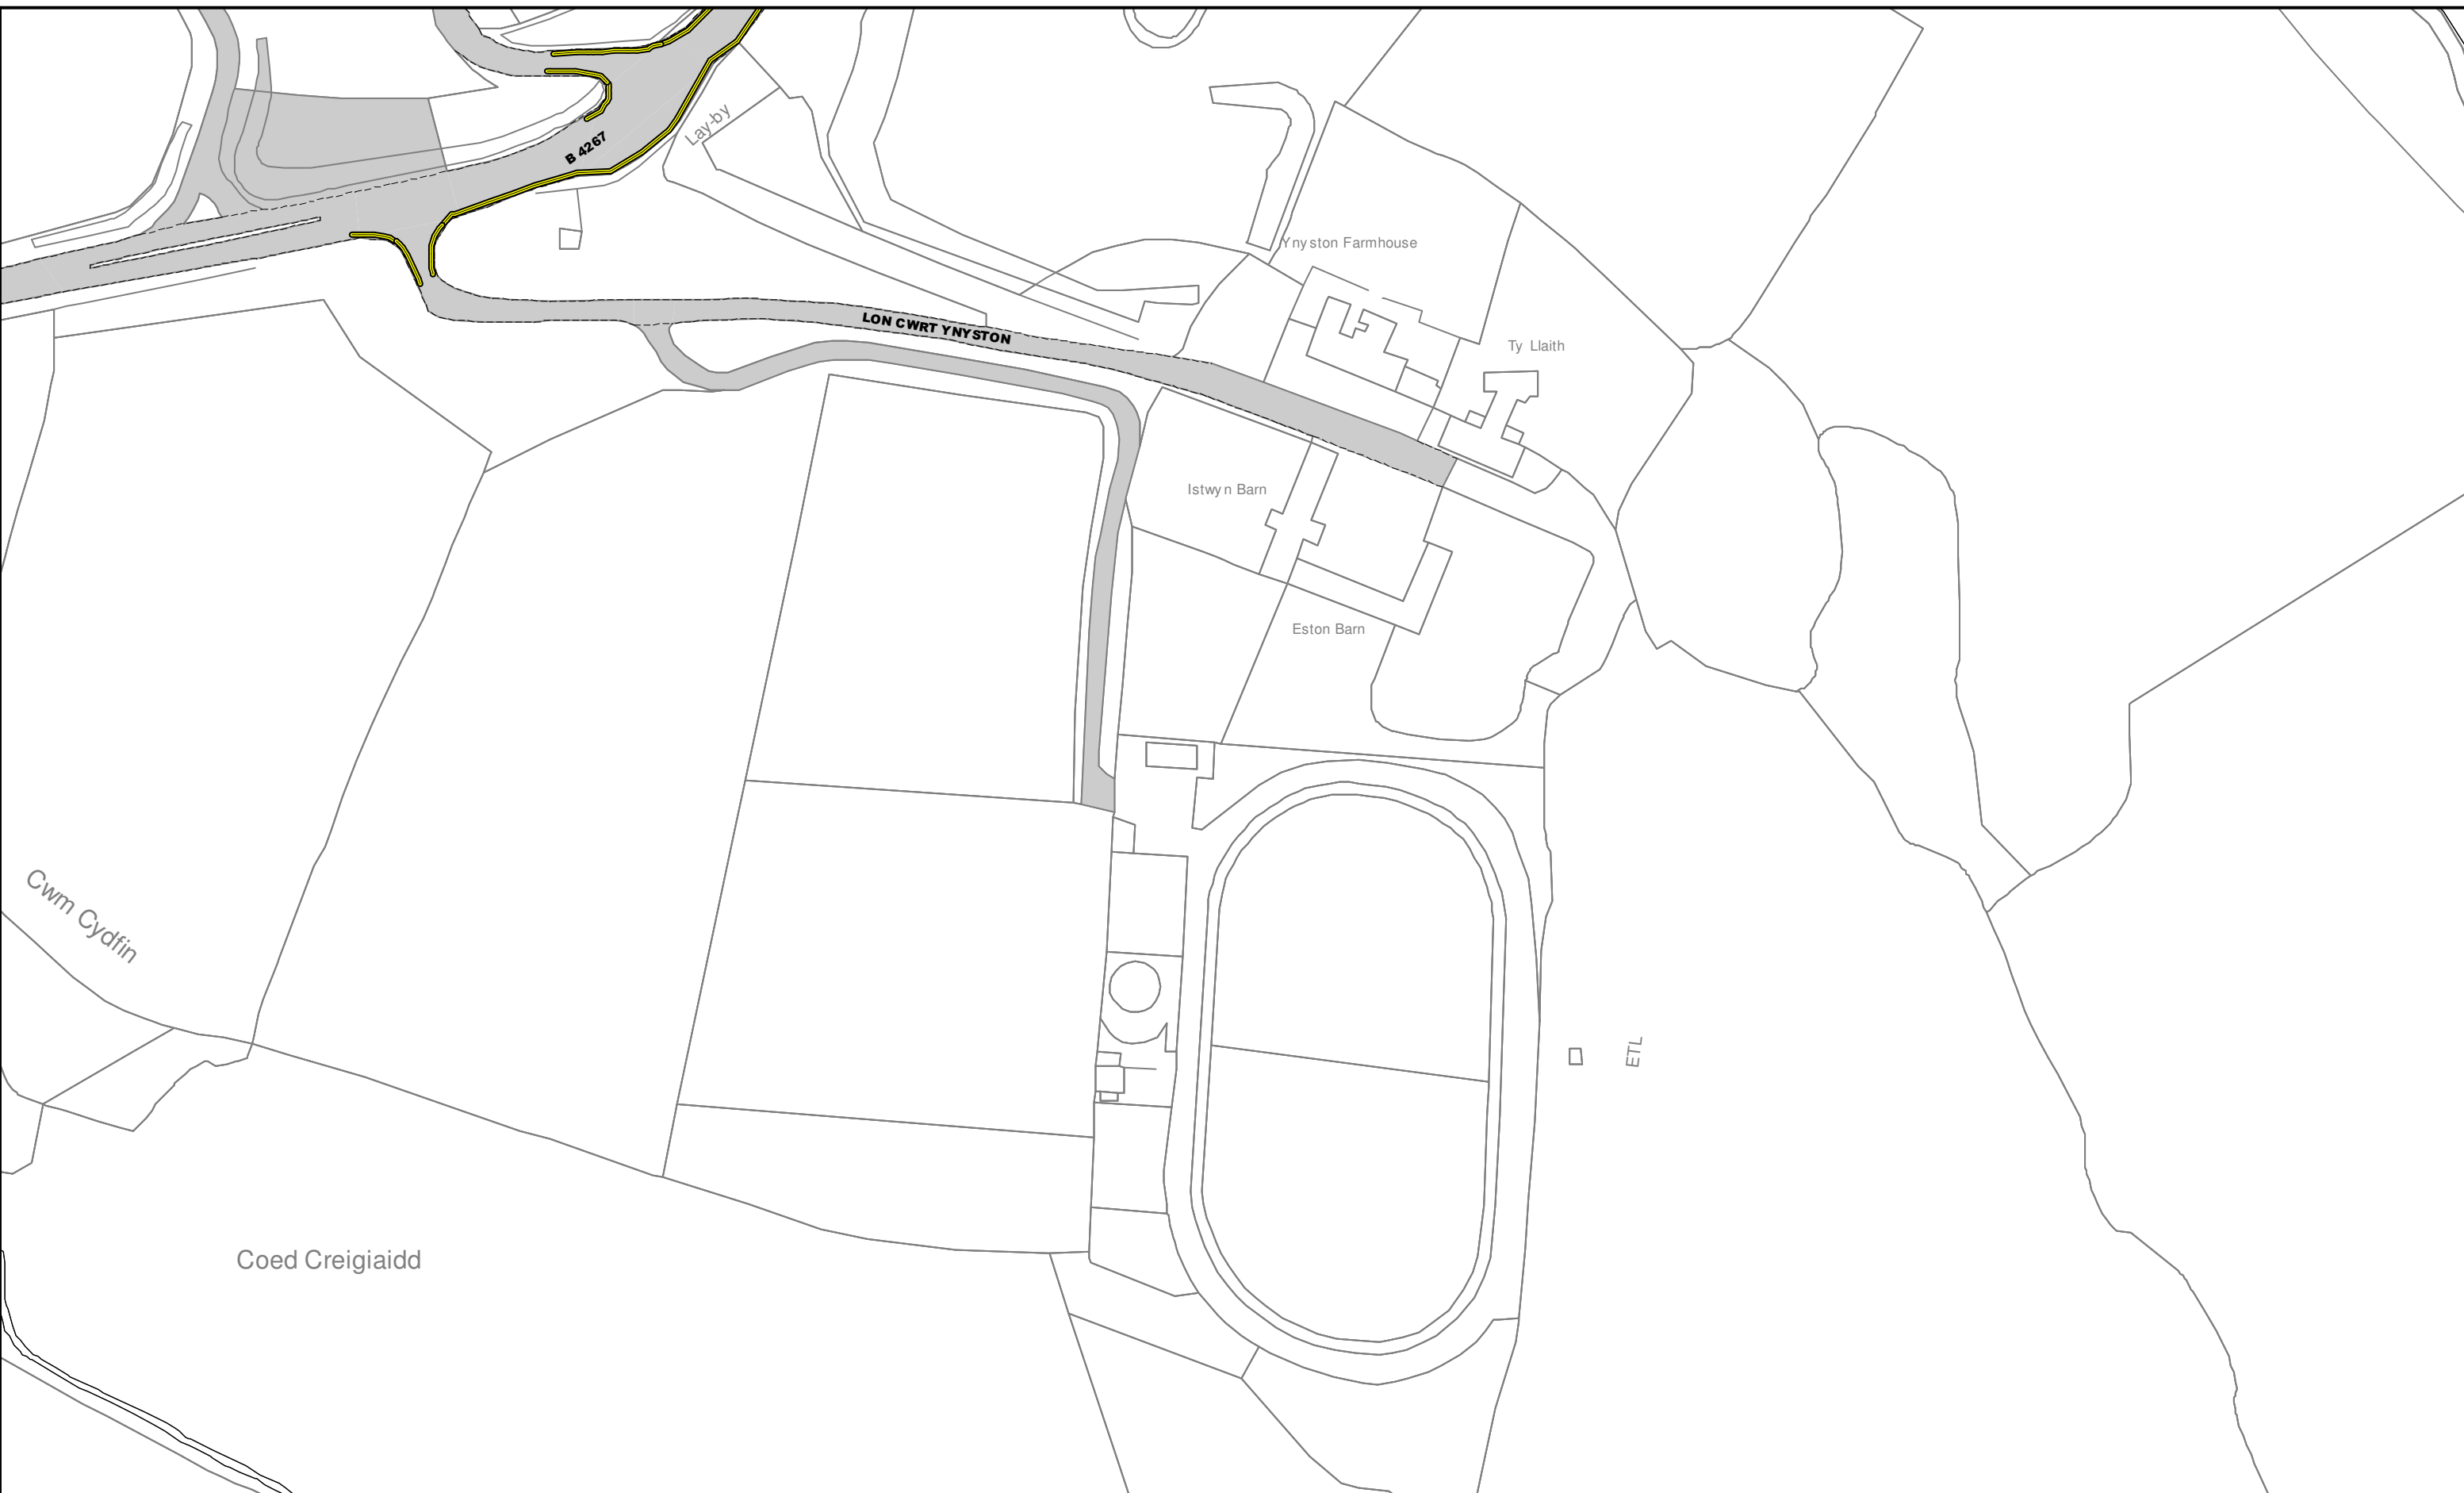 Lay-by
B 4267
Ynyston Farmhouse
LON CWRT YNYSTON
Ty Llaith
Istwyn Barn
Eston Barn
Cwm Cydfin
ETL
Coed Creigiaidd